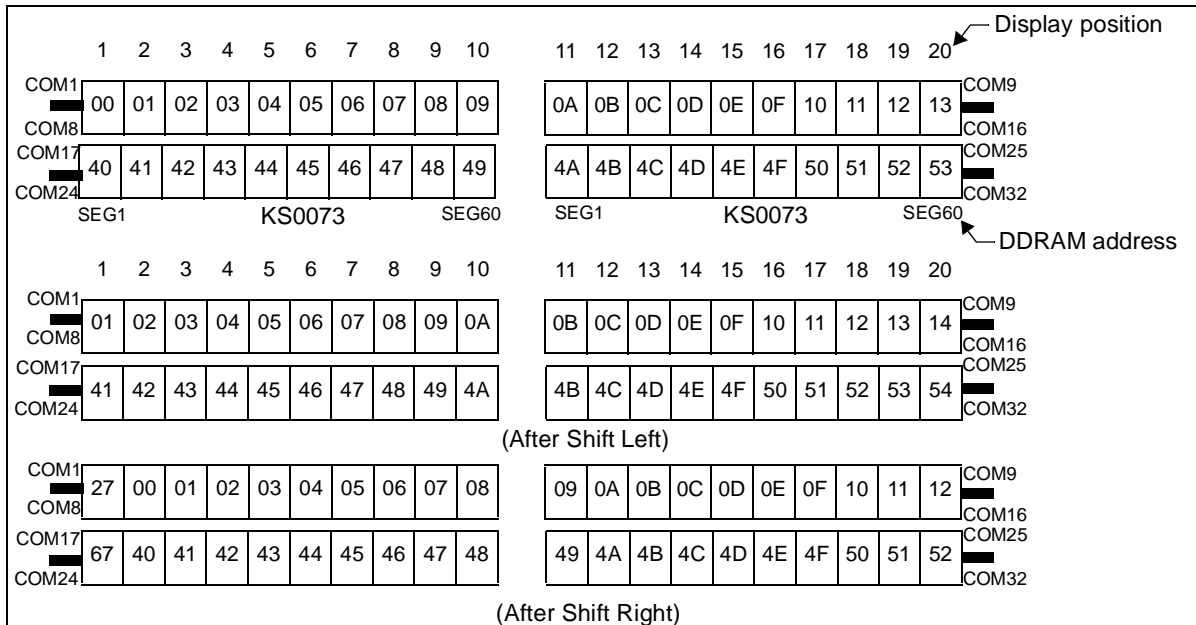 Display position
1 2 3 4 5 6 7 8 9 10 11 12 13 14 15 16 17 18 19 20
COM1 COM9
00 01 02 03 04 05 06 07 08 09 0A 0B 0C 0D 0E 0F 10 11 12 13
COM8 COM16
COM17 COM25
40 41 42 43 44 45 46 47 48 49 4A 4B 4C 4D 4E 4F 50 51 52 53
COM24 COM32
SEG1 KS0073 SEG60 SEG1 KS0073 SEG60
DDRAM address
1 2 3 4 5 6 7 8 9 10 11 12 13 14 15 16 17 18 19 20
COM1 COM9
01 02 03 04 05 06 07 08 09 0A 0B 0C 0D 0E 0F 10 11 12 13 14
COM8 COM16
COM17 COM25
41 42 43 44 45 46 47 48 49 4A 4B 4C 4D 4E 4F 50 51 52 53 54
COM24 COM32
(After Shift Left)
COM1 COM9
27 00 01 02 03 04 05 06 07 08 09 0A 0B 0C 0D 0E 0F 10 11 12
COM8 COM16
COM17 COM25
67 40 41 42 43 44 45 46 47 48 49 4A 4B 4C 4D 4E 4F 50 51 52
COM24 COM32
(After Shift Right)